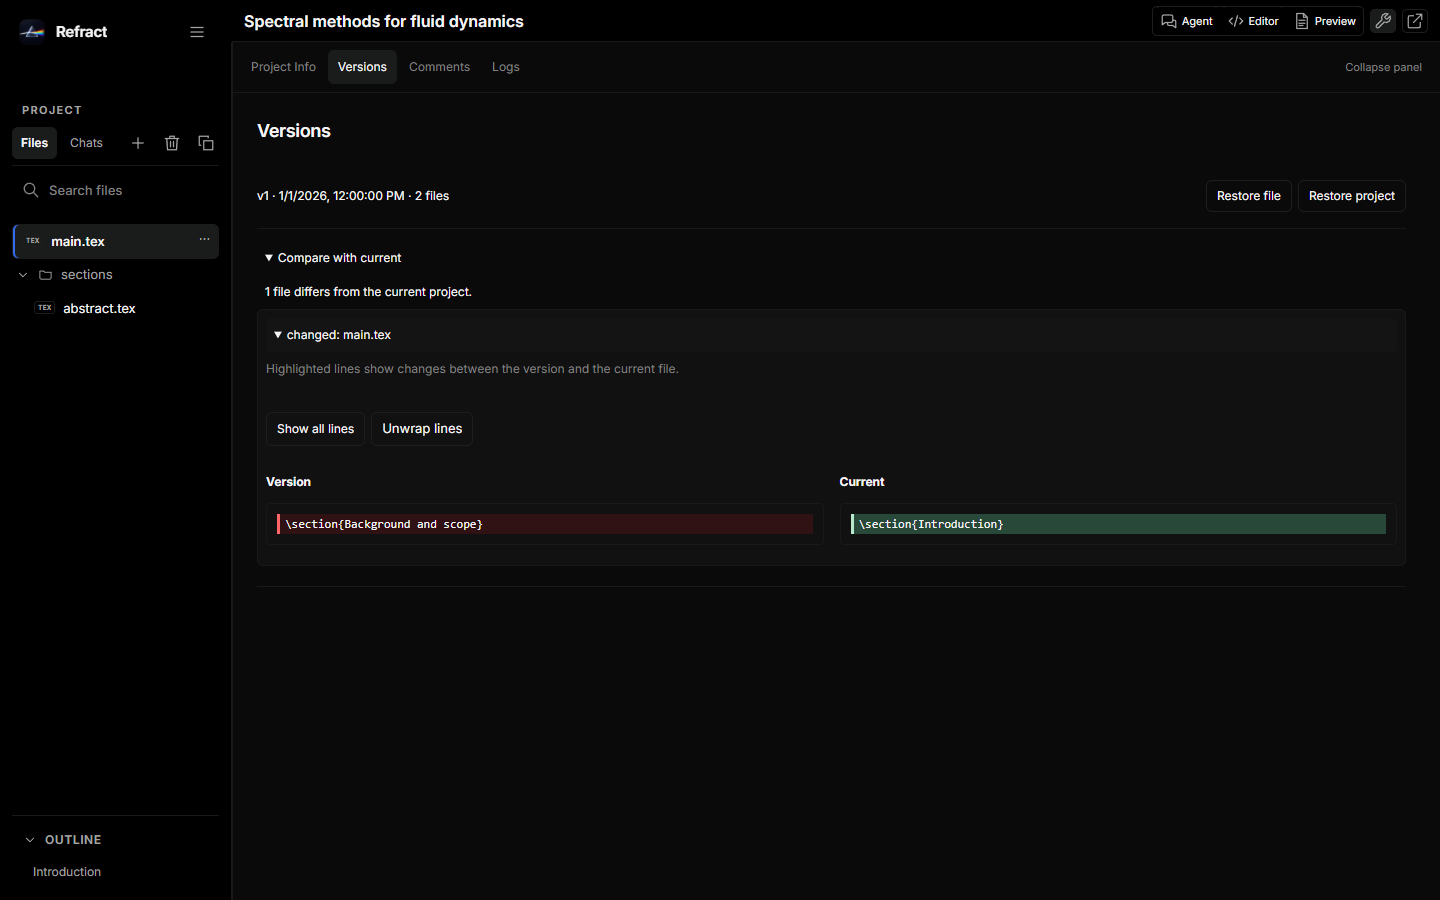 Refract
Spectral methods for fluid dynamics
Agent
Editor
Preview
Project Info
Versions
Comments
Logs
Collapse panel
PROJECT
Files
Chats
Search files
TEX main.tex
sections
TEX abstract.tex
Versions
v1 · 1/1/2026, 12:00:00 PM · 2 files
Restore file
Restore project
Compare with current
1 file differs from the current project.
changed: main.tex
Highlighted lines show changes between the version and the current file.
Show all lines
Unwrap lines
Version
Current
\section{Background and scope}
\section{Introduction}
OUTLINE
Introduction